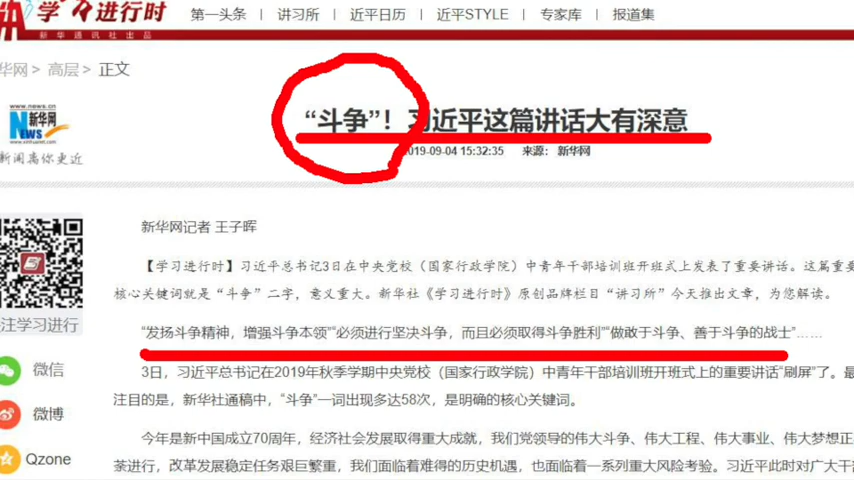 学习进行时
新华通讯社出品
第一头条 | 讲习所 | 近平日历 | 近平STYLE | 专家库 | 报道集
华网 > 高层 > 正文
www.news.cn
新华网
NEWS
www.xinhuanet.com
新闻离你更近
“斗争”！习近平这篇讲话大有深意
2019-09-04 15:32:35 来源： 新华网
新华网记者 王子晖
【学习进行时】习近平总书记3日在中央党校（国家行政学院）中青年干部培训班开班式上发表了重要讲话。这篇重要
核心关键词就是“斗争”二字，意义重大。新华社《学习进行时》原创品牌栏目“讲习所”今天推出文章，为您解读。
“发扬斗争精神，增强斗争本领”“必须进行坚决斗争，而且必须取得斗争胜利”“做敢于斗争、善于斗争的战士”……
注学习进行时
3日，习近平总书记在2019年秋季学期中央党校（国家行政学院）中青年干部培训班开班式上的重要讲话“刷屏”了。最
注目的是，新华社通稿中，“斗争”一词出现多达58次，是明确的核心关键词。
微信
微博
Qzone
今年是新中国成立70周年，经济社会发展取得重大成就，我们党领导的伟大斗争、伟大工程、伟大事业、伟大梦想正
荼进行，改革发展稳定任务艰巨繁重，我们面临着难得的历史机遇，也面临着一系列重大风险考验。习近平此时对广大干